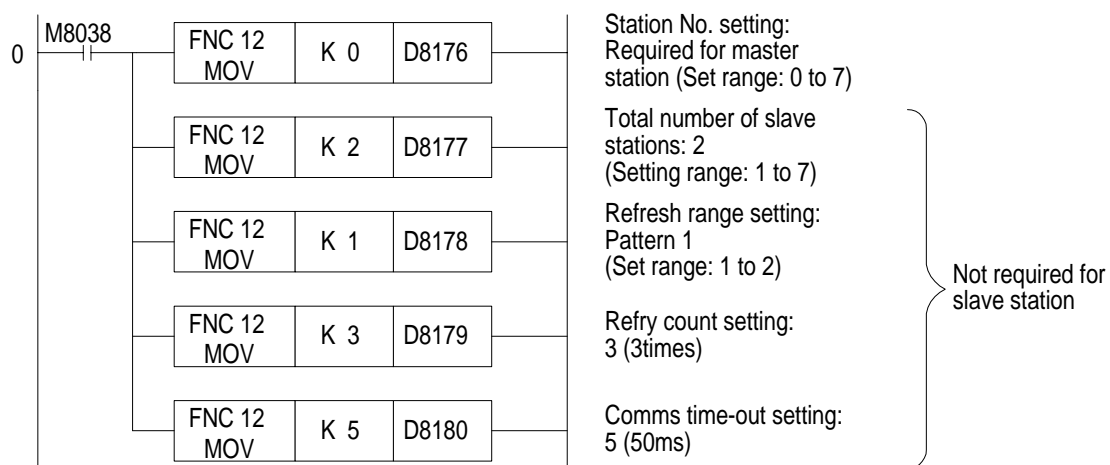 M8038
0
FNC 12
MOV
K 0
D8176
Station No. setting:
Required for master
station (Set range: 0 to 7)
FNC 12
MOV
K 2
D8177
Total number of slave
stations: 2
(Setting range: 1 to 7)
FNC 12
MOV
K 1
D8178
Refresh range setting:
Pattern 1
(Set range: 1 to 2)
FNC 12
MOV
K 3
D8179
Refry count setting:
3 (3times)
FNC 12
MOV
K 5
D8180
Comms time-out setting:
5 (50ms)
Not required for
slave station